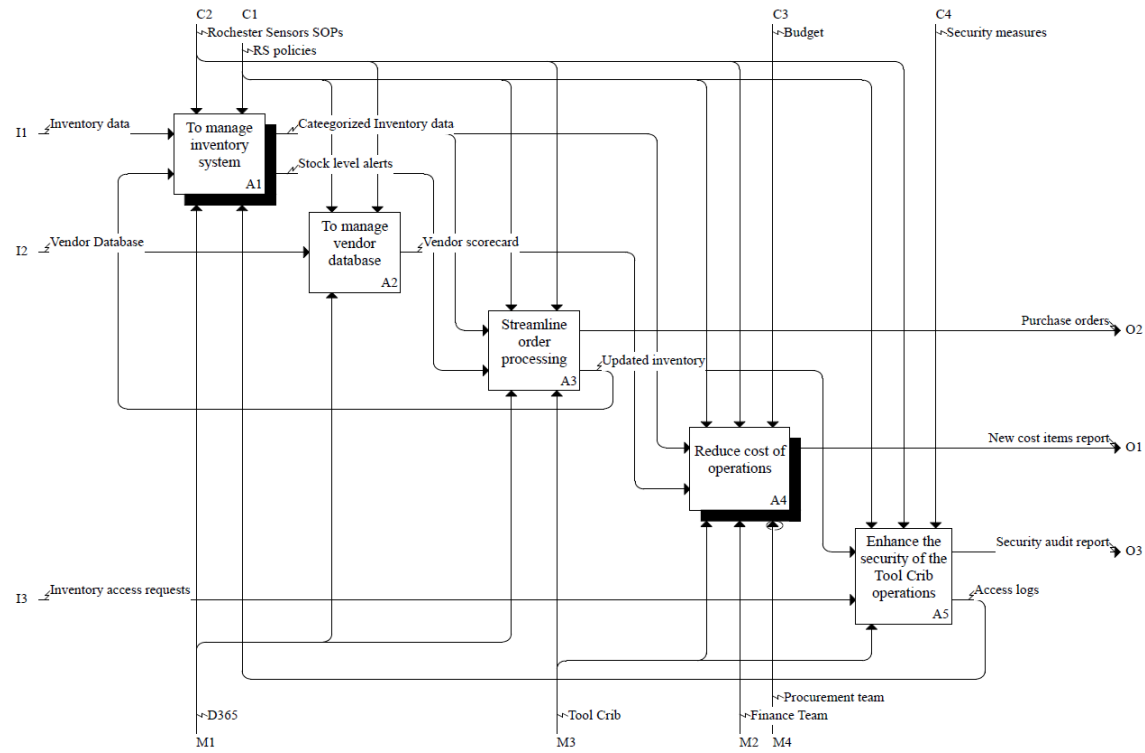 C2
C1
C3
C4
Rochester Sensors SOPs
Budget
Security measures
RS policies
I1
Inventory data
To manage
inventory
system
A1
Cateegorized Inventory data
Stock level alerts
I2
Vendor Database
To manage
vendor
database
A2
Vendor scorecard
Streamline
order
processing
A3
Purchase orders
O2
Updated inventory
Reduce cost of
operations
A4
New cost items report
O1
Enhance the
security of the
Tool Crib
operations
A5
Security audit report
O3
I3
Inventory access requests
Access logs
Procurement team
D365
Tool Crib
Finance Team
M1
M3
M2
M4